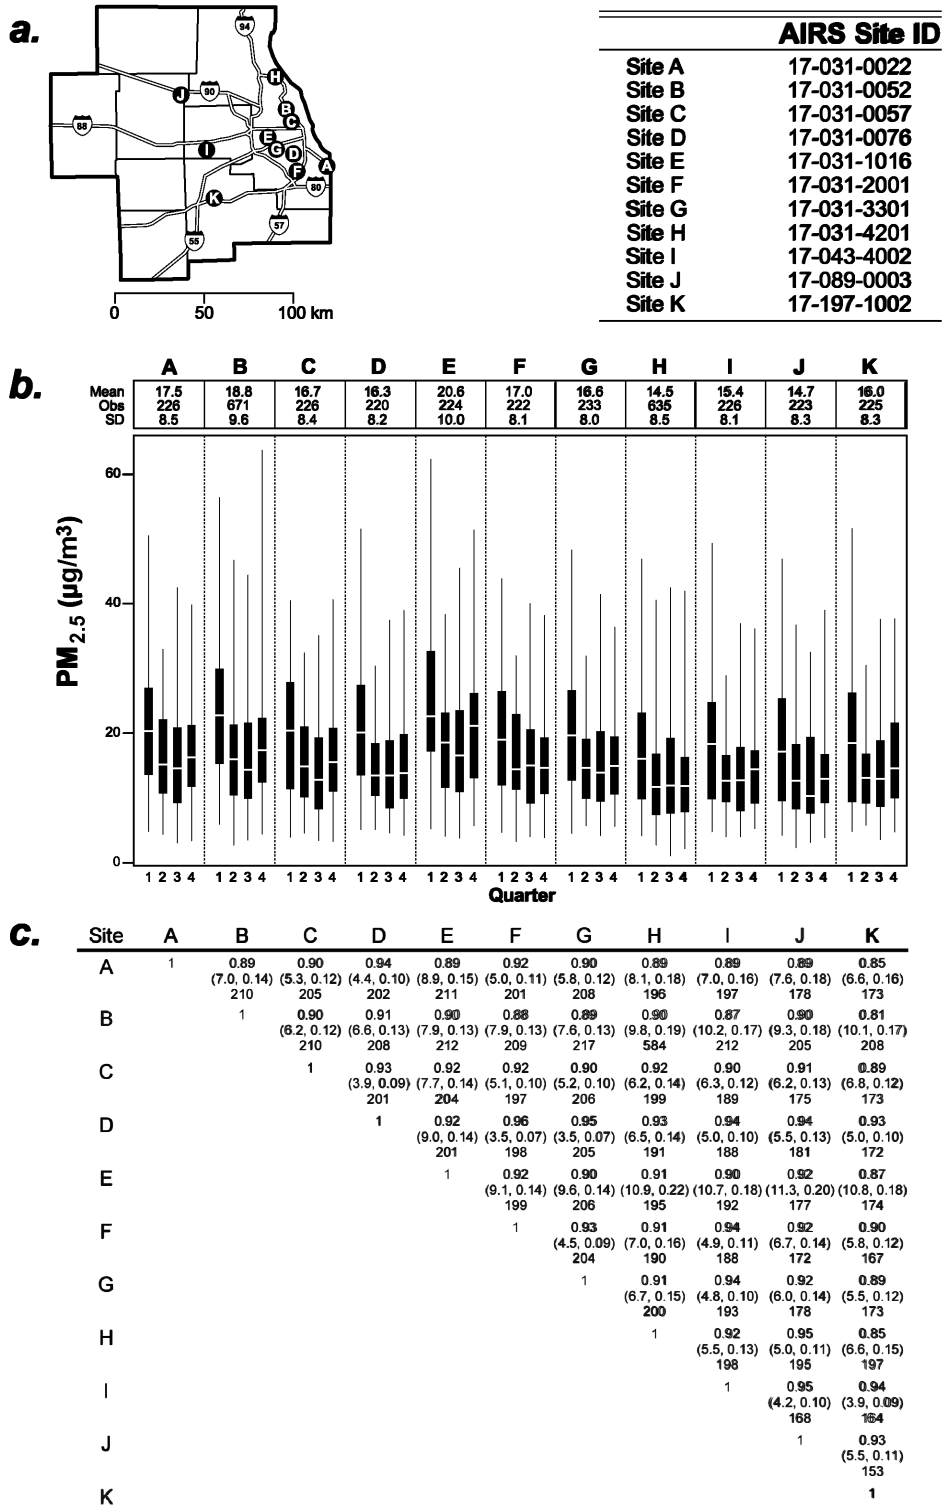 a.
94
H
J
90
B
C
88
E
G
D
I
A
F
80
K
57
55
0 50 100 km
AIRS Site ID
Site A 17-031-0022
Site B 17-031-0052
Site C 17-031-0057
Site D 17-031-0076
Site E 17-031-1016
Site F 17-031-2001
Site G 17-031-3301
Site H 17-031-4201
Site I 17-043-4002
Site J 17-089-0003
Site K 17-197-1002
b.
A B C D E F G H I J K
Mean 17.5 18.8 16.7 16.3 20.6 17.0 16.6 14.5 15.4 14.7 16.0
Obs 226 671 226 220 224 222 233 635 226 223 225
SD 8.5 9.6 8.4 8.2 10.0 8.1 8.0 8.5 8.1 8.3 8.3
PM2.5 (µg/m³)
60
40
20
0
1 2 3 4 1 2 3 4 1 2 3 4 1 2 3 4 1 2 3 4 1 2 3 4 1 2 3 4 1 2 3 4 1 2 3 4 1 2 3 4 1 2 3 4
Quarter
c.
Site A B C D E F G H I J K
A 1 0.89 0.90 0.94 0.89 0.92 0.90 0.89 0.89 0.89 0.85
(7.0, 0.14) (5.3, 0.12) (4.4, 0.10) (8.9, 0.15) (5.0, 0.11) (5.8, 0.12) (8.1, 0.18) (7.0, 0.16) (7.6, 0.18) (6.6, 0.16)
210 205 202 211 201 208 196 197 178 173
B 1 0.90 0.91 0.90 0.88 0.89 0.90 0.87 0.90 0.81
(6.2, 0.12) (6.6, 0.13) (7.9, 0.13) (7.9, 0.13) (7.6, 0.13) (9.8, 0.19) (10.2, 0.17) (9.3, 0.18) (10.1, 0.17)
210 208 212 209 217 584 212 205 208
C 1 0.93 0.92 0.92 0.90 0.92 0.90 0.91 0.89
(3.9, 0.09) (7.7, 0.14) (5.1, 0.10) (5.2, 0.10) (6.2, 0.14) (6.3, 0.12) (6.2, 0.13) (6.8, 0.12)
201 204 197 206 199 189 175 173
D 1 0.92 0.96 0.95 0.93 0.94 0.94 0.93
(9.0, 0.14) (3.5, 0.07) (3.5, 0.07) (6.5, 0.14) (5.0, 0.10) (5.5, 0.13) (5.0, 0.10)
201 198 205 191 188 181 172
E 1 0.92 0.90 0.91 0.90 0.92 0.87
(9.1, 0.14) (9.6, 0.14) (10.9, 0.22) (10.7, 0.18) (11.3, 0.20) (10.8, 0.18)
199 206 195 192 177 174
F 1 0.93 0.91 0.94 0.92 0.90
(4.5, 0.09) (7.0, 0.16) (4.9, 0.11) (6.7, 0.14) (5.8, 0.12)
204 190 188 172 167
G 1 0.91 0.94 0.92 0.89
(6.7, 0.15) (4.8, 0.10) (6.0, 0.14) (5.5, 0.12)
200 193 178 173
H 1 0.92 0.95 0.85
(5.5, 0.13) (5.0, 0.11) (6.6, 0.15)
198 195 197
I 1 0.95 0.94
(4.2, 0.10) (3.9, 0.09)
168 164
J 1 0.93
(5.5, 0.11)
153
K 1